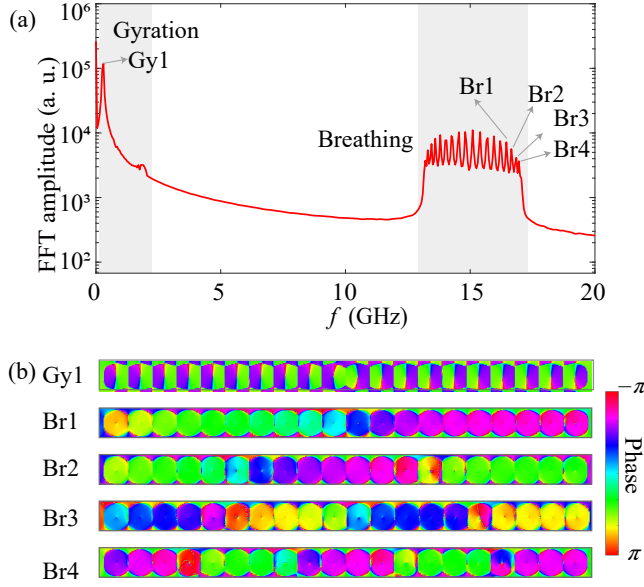 (a)
Gyration
Gy1
Breathing
Br1
Br2
Br3
Br4
FFT amplitude (a. u.)
10⁶
10⁵
10⁴
10³
10²
0
5
10
15
20
f (GHz)
(b)
Gy1
Br1
Br2
Br3
Br4
−π
Phase
π